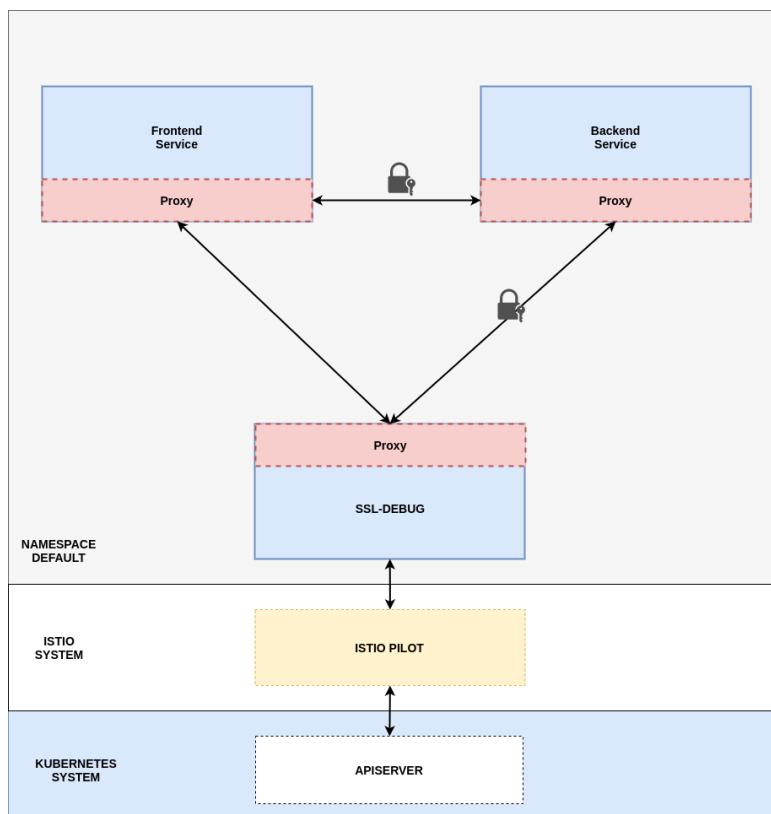 Frontend
Service
Backend
Service
Proxy
Proxy
Proxy
SSL-DEBUG
NAMESPACE
DEFAULT
ISTIO
SYSTEM
ISTIO PILOT
KUBERNETES
SYSTEM
APISERVER